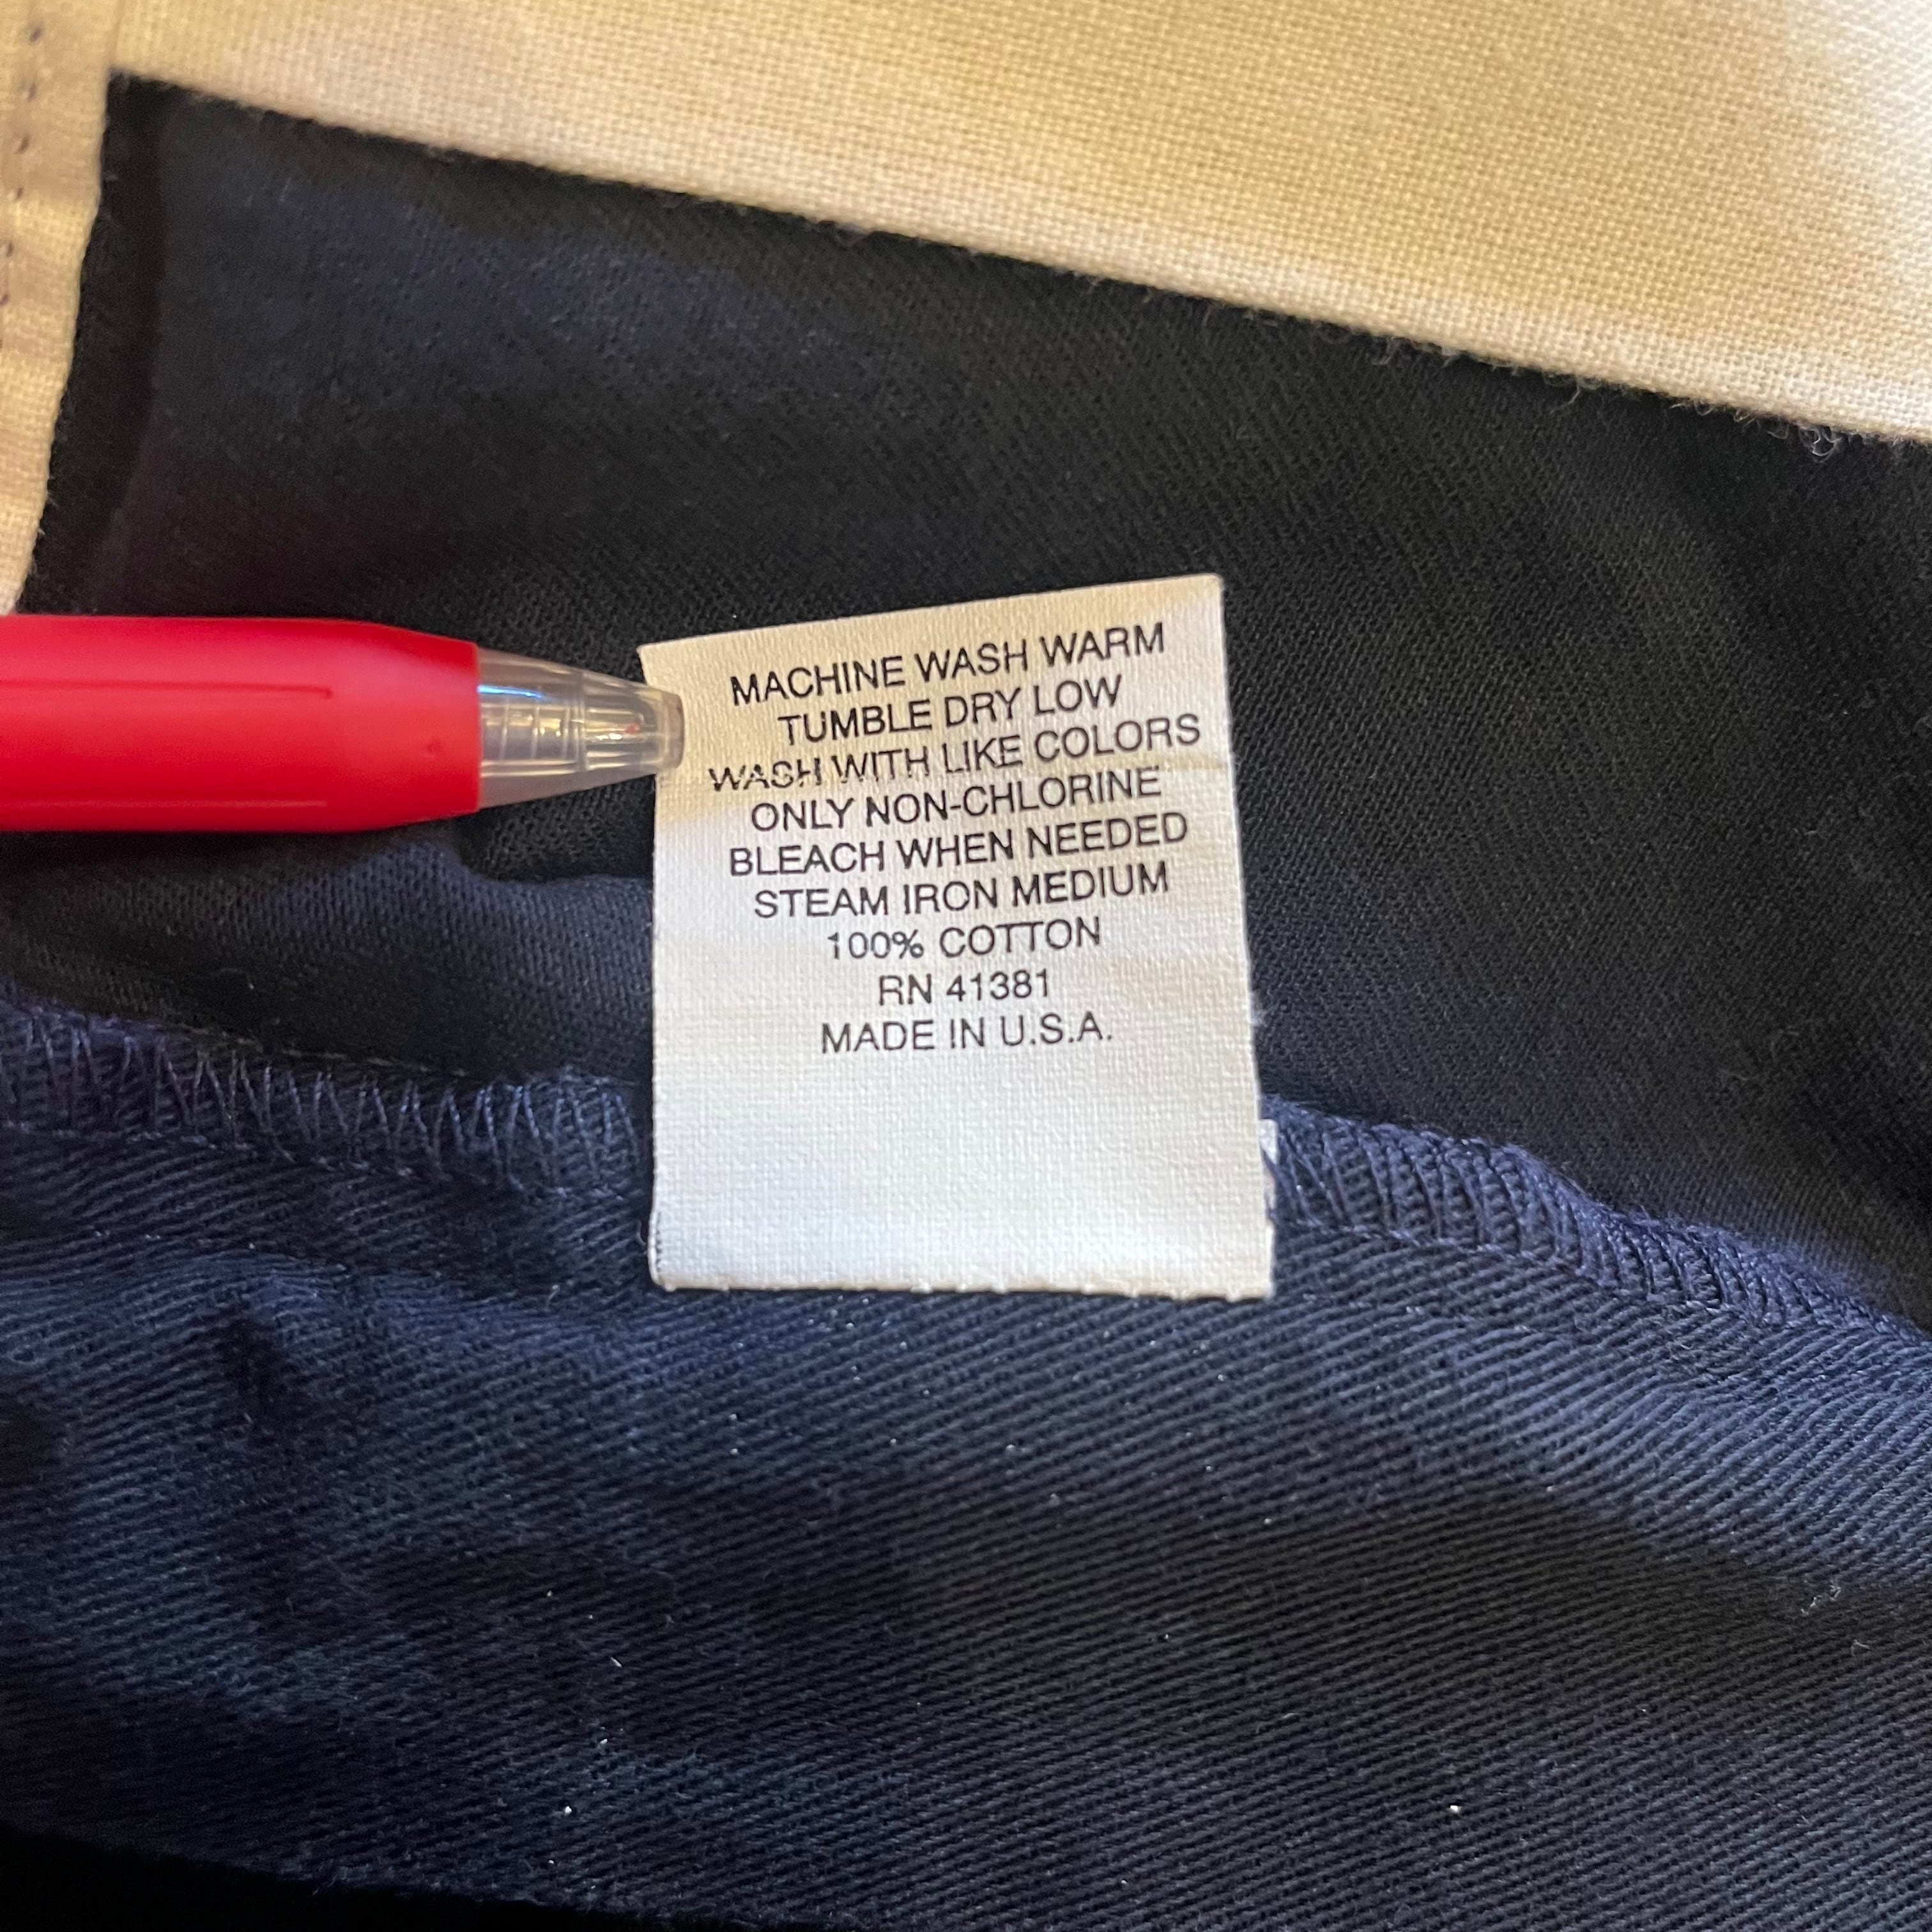 MACHINE WASH WARM
TUMBLE DRY LOW
WASH WITH LIKE COLORS
ONLY NON-CHLORINE
BLEACH WHEN NEEDED
STEAM IRON MEDIUM
100% COTTON
RN 41381
MADE IN U.S.A.